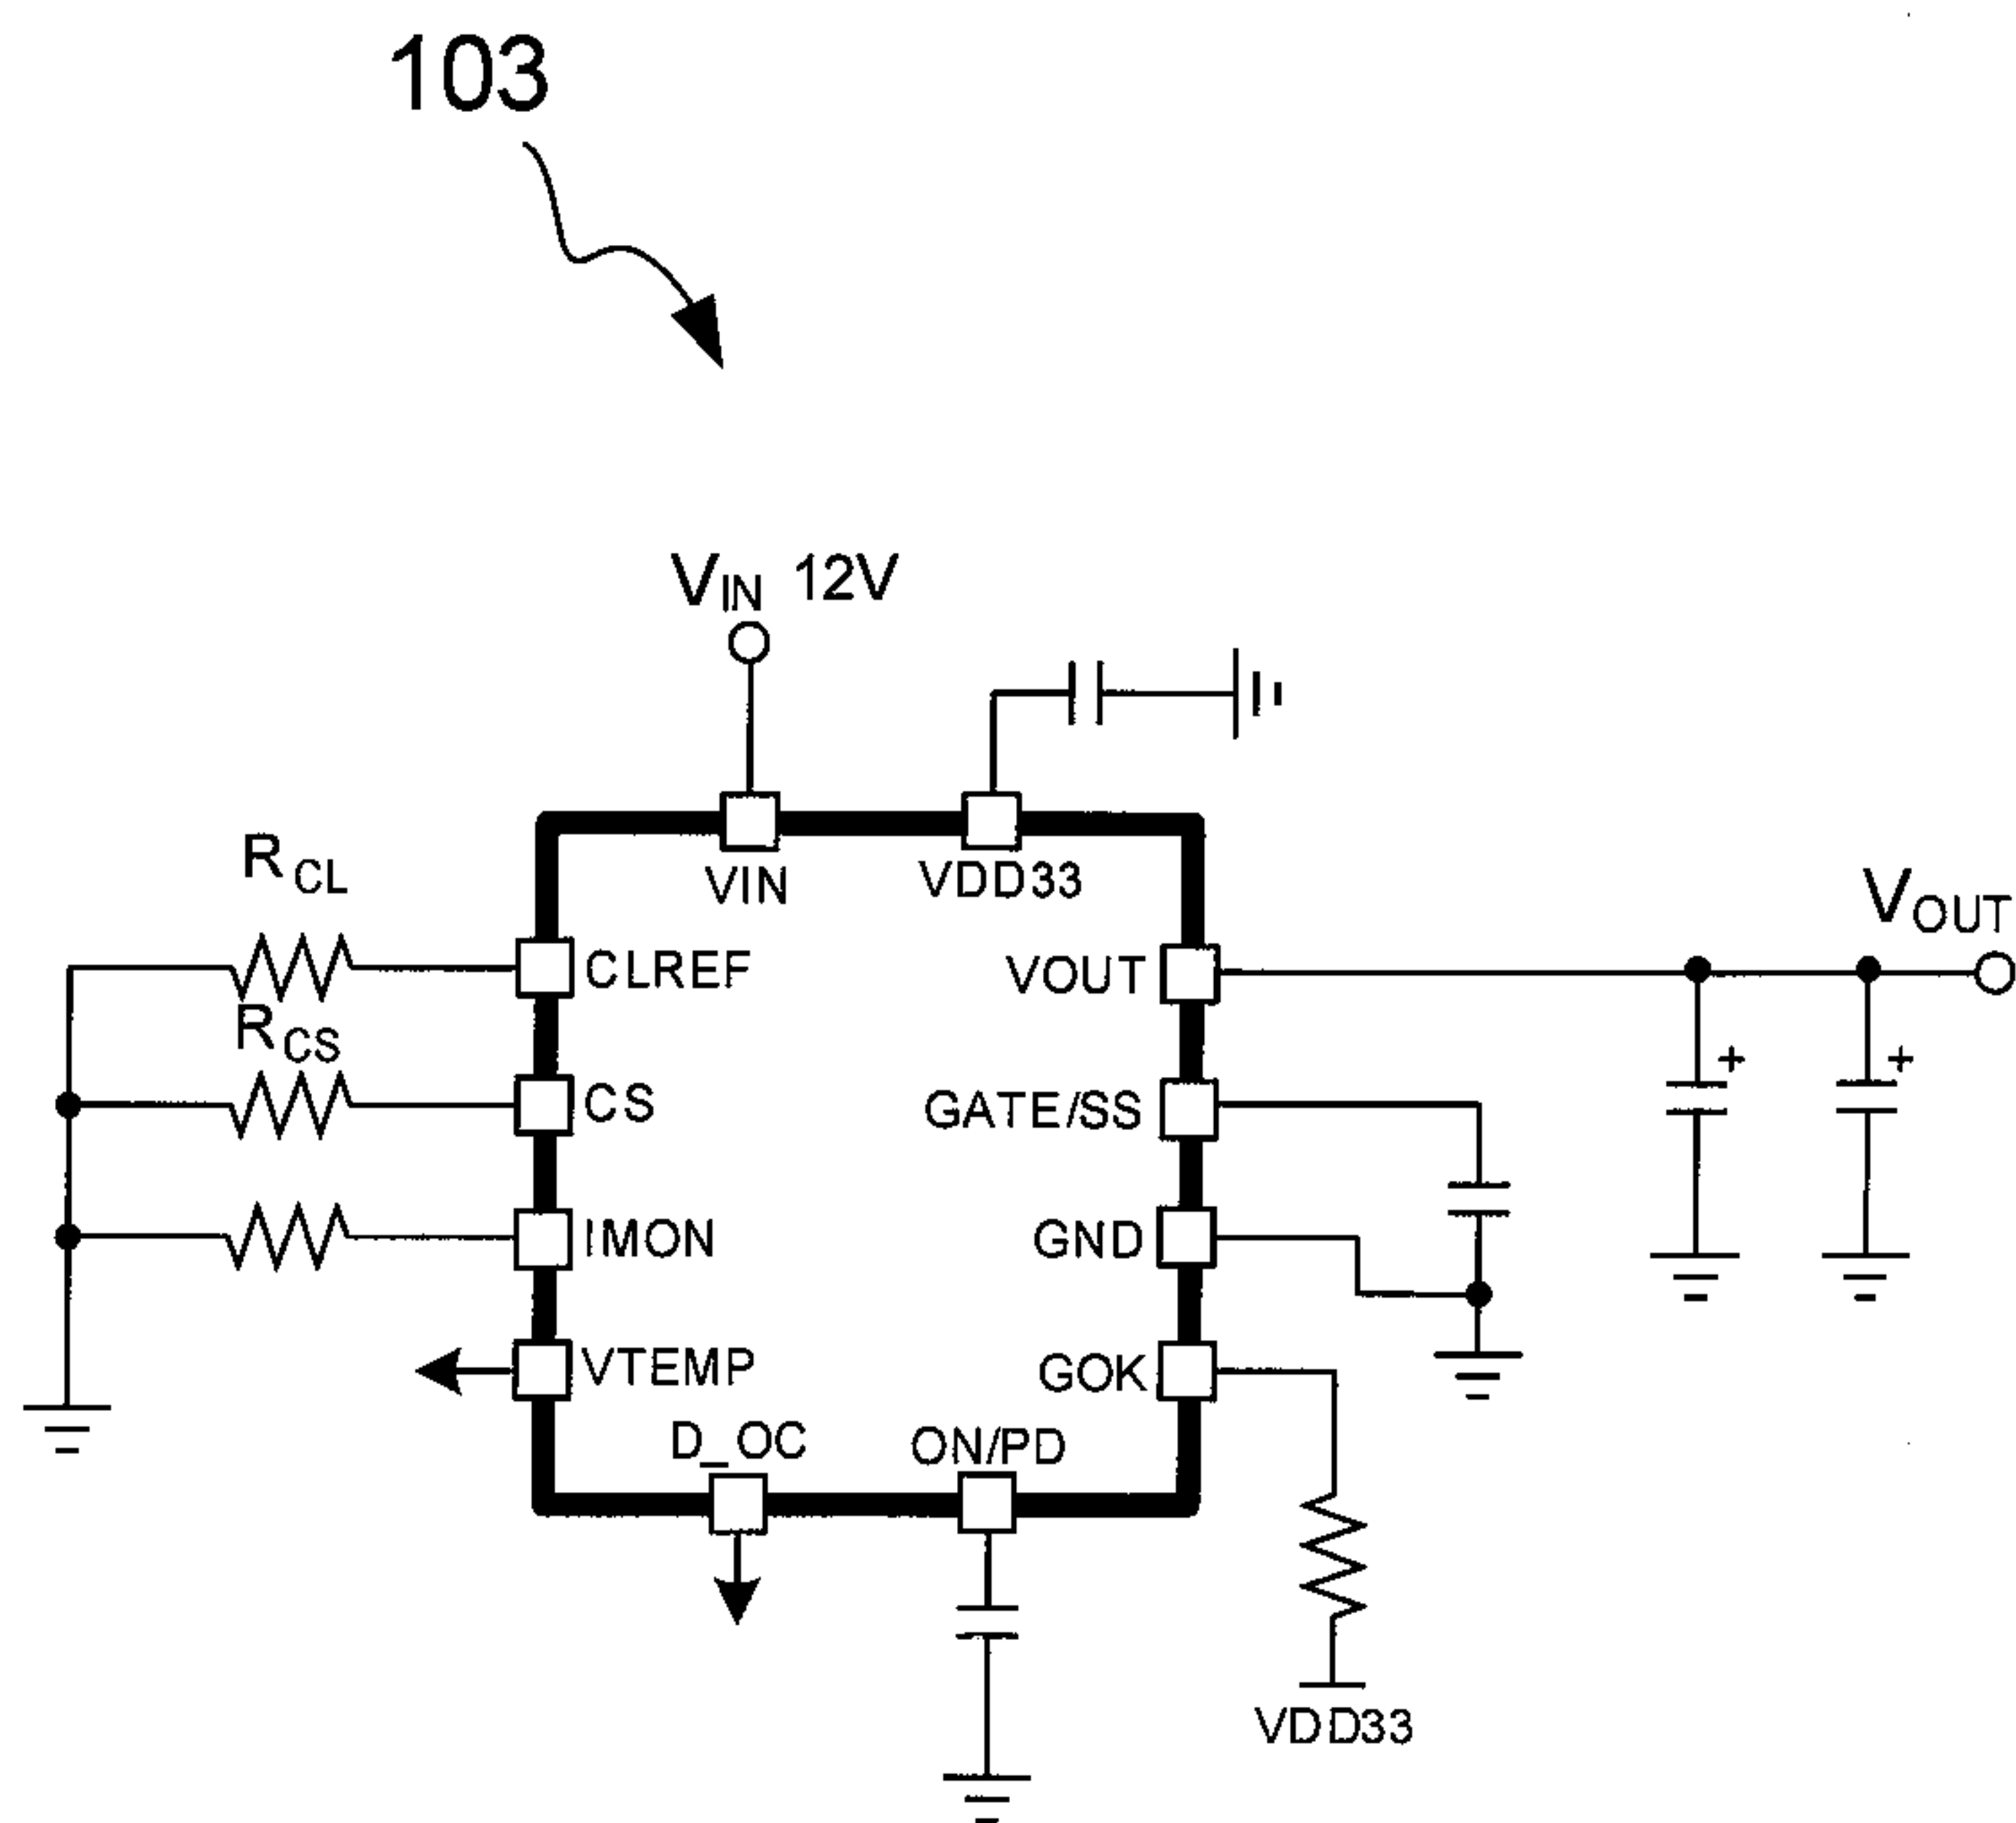 103
VIN 12V
VIN
VDD33
RCL
CLREF
VOUT
VOUT
RCS
CS
GATE/SS
+
+
IMON
GND
VTEMP
GOK
D_OC
ON/PD
VDD33